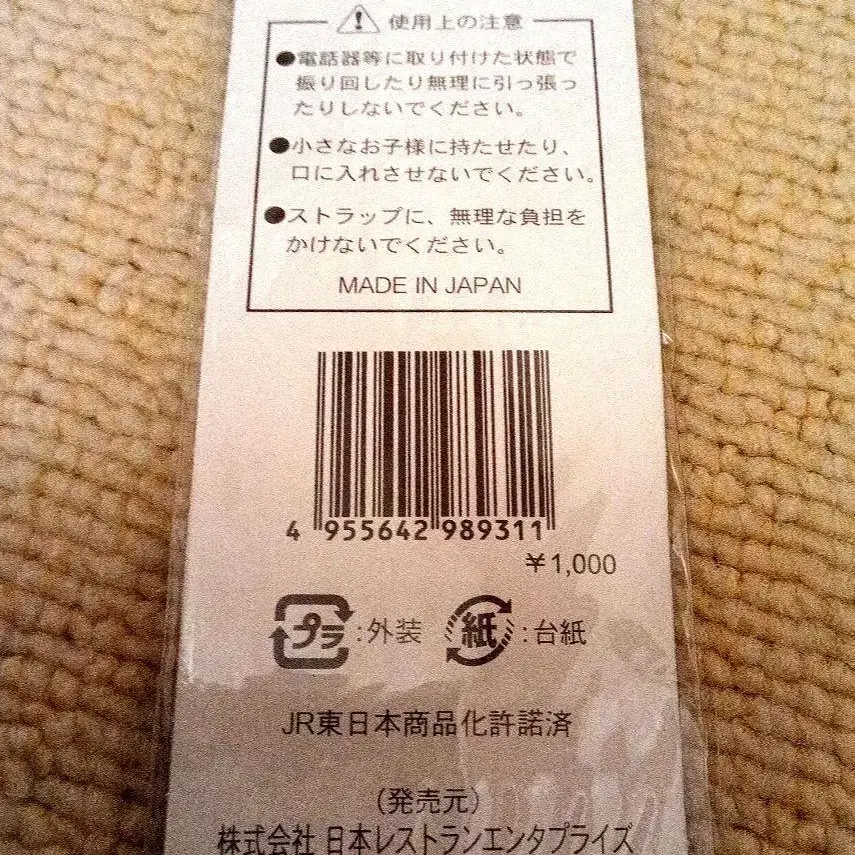 使用上の注意
●電話器等に取り付けた状態で
振り回したり無理に引っ張っ
たりしないでください。
●小さなお子様に持たせたり、
口に入れさせないでください。
●ストラップに、無理な負担を
かけないでください。
MADE IN JAPAN
4 955642 989311
¥1,000
プラ:外装 紙:台紙
JR東日本商品化許諾済
(発売元)
株式会社 日本レストランエンタプライズ